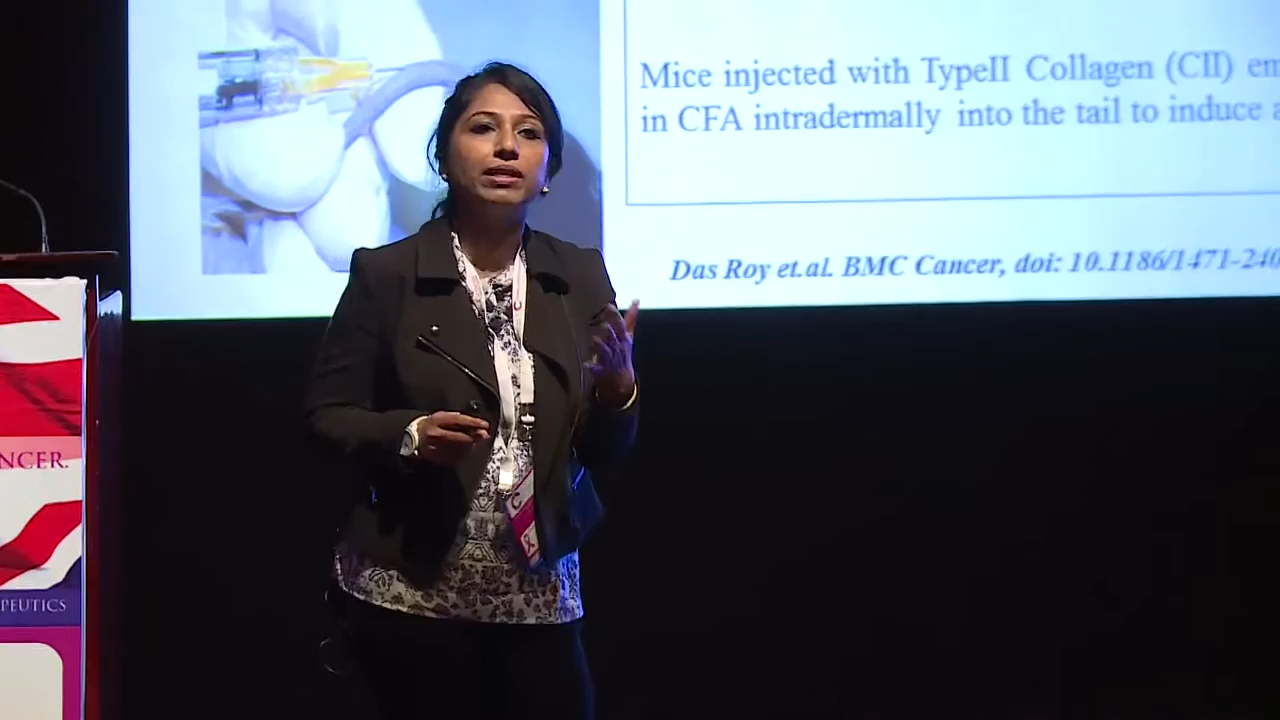 Mice injected with TypeII Collagen (CII) em
in CFA intradermally into the tail to induce a
Das Roy et.al. BMC Cancer, doi: 10.1186/1471-240
NCER.
PEUTICS